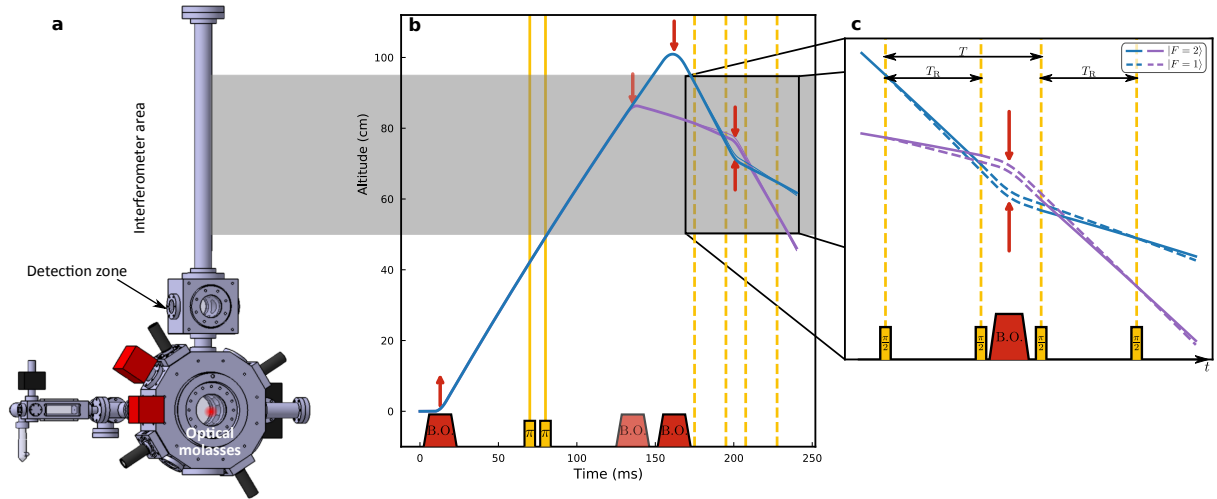 a
Interferometer area
Detection zone
Optical
molasses
b
Altitude (cm)
100
80
60
40
20
0
B.O.
π
π
B.O.
B.O.
0
50
100
150
200
250
Time (ms)
c
T
T_R
T_R
|F = 2⟩
|F = 1⟩
π/2
π/2
B.O.
π/2
π/2
t